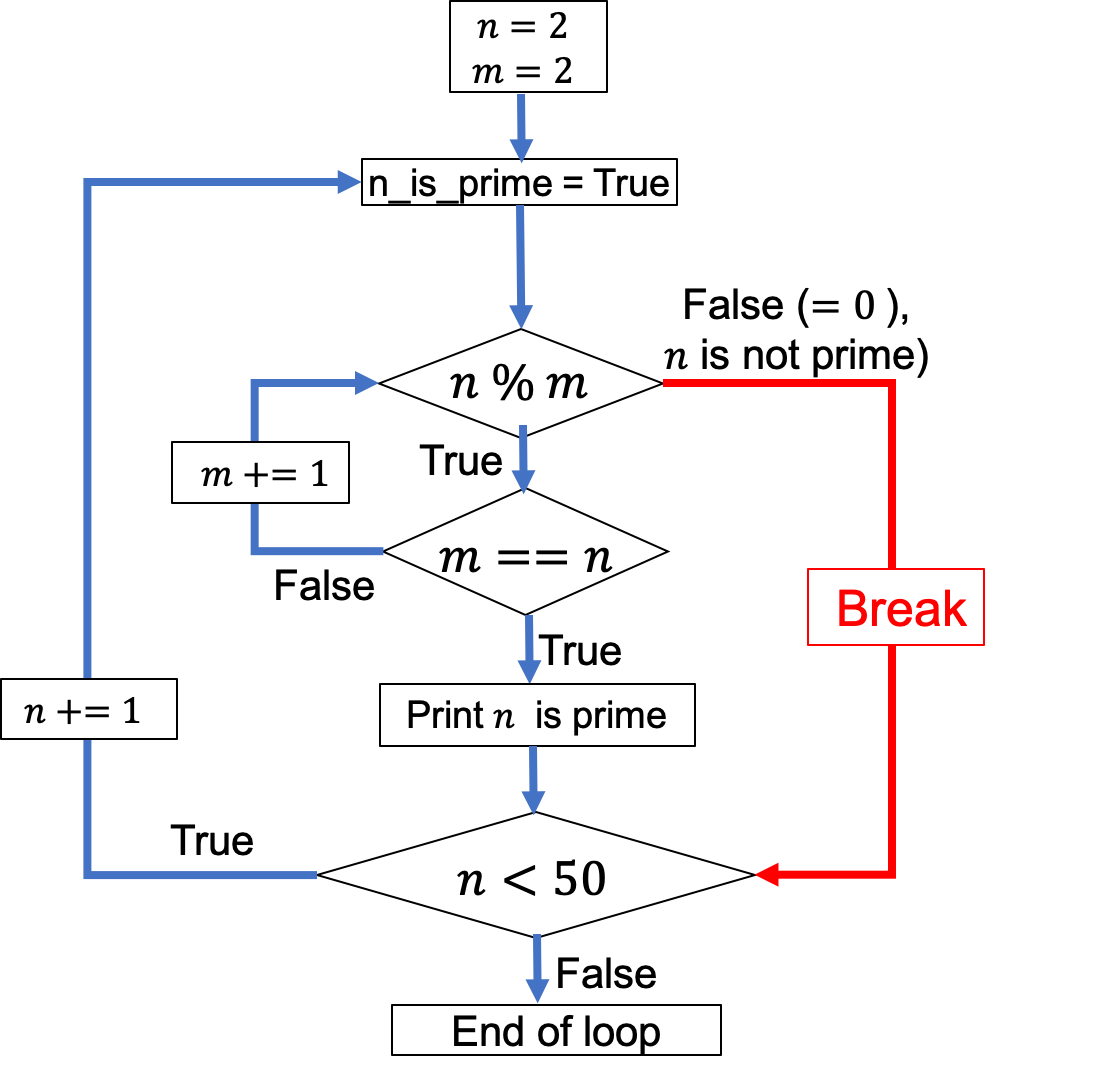 n = 2
m = 2
n_is_prime = True
False (= 0 ),
n is not prime)
n % m
True
m += 1
m == n
False
Break
True
n += 1
Print n is prime
True
n < 50
False
End of loop